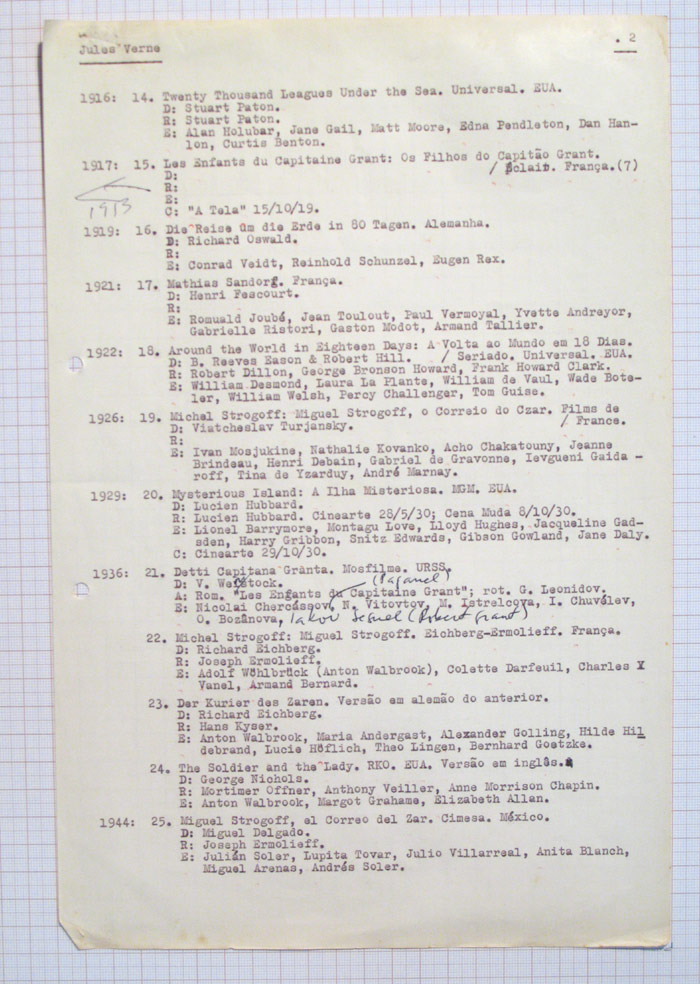 Jules Verne
. 2
1916: 14. Twenty Thousand Leagues Under the Sea. Universal. EUA.
D: Stuart Paton.
R: Stuart Paton.
E: Alan Holubar, Jane Gail, Matt Moore, Edna Pendleton, Dan Han-
lon, Curtis Benton.
1917: 15. Les Enfants du Capitaine Grant: Os Filhos do Capitão Grant.
D: / Éclair. França.(7)
R:
1913
E:
C: "A Tela" 15/10/19.
1919: 16. Die Reise üm die Erde in 80 Tagen. Alemanha.
D: Richard Oswald.
R:
E: Conrad Veidt, Reinhold Schunzel, Eugen Rex.
1921: 17. Mathias Sandorf. França.
D: Henri Fescourt.
R:
E: Romuald Joubé, Jean Toulout, Paul Vermoyal, Yvette Andreyor,
Gabrielle Ristori, Gaston Modot, Armand Tallier.
1922: 18. Around the World in Eighteen Days: A Volta ao Mundo em 18 Dias.
D: B. Reeves Eason & Robert Hill. / Seriado. Universal. EUA.
R: Robert Dillon, George Bronson Howard, Frank Howard Clark.
E: William Desmond, Laura La Plante, William de Vaul, Wade Bote-
ler, William Welsh, Percy Challenger, Tom Guise.
1926: 19. Michel Strogoff: Miguel Strogoff, o Correio do Czar. Films de
D: Viatcheslav Turjansky. / France.
R:
E: Ivan Mosjukine, Nathalie Kovanko, Acho Chakatouny, Jeanne
Brindeau, Henri Debain, Gabriel de Gravonne, Ievgueni Gaida -
roff, Tina de Yzarduy, André Marnay.
1929: 20. Mysterious Island: A Ilha Misteriosa. MGM. EUA.
D: Lucien Hubbard.
R: Lucien Hubbard. Cinearte 28/5/30; Cena Muda 8/10/30.
E: Lionel Barrymore, Montagu Love, Lloyd Hughes, Jacqueline Gad-
sden, Harry Gribbon, Snitz Edwards, Gibson Gowland, Jane Daly.
C: Cinearte 29/10/30.
1936: 21. Detti Capitana Granta. Mosfilme. URSS.
D: V. Weinstock. (Paganel)
A: Rom. "Les Enfants du Capitaine Grant"; rot. G. Leonidov.
E: Nicolai Chercassov, N. Vitovtov, M. Istrelcova, I. Chuvélev,
O. Bozânova, (Robert Grant)
22. Michel Strogoff: Miguel Strogoff. Eichberg-Ermolieff. França.
D: Richard Eichberg.
R: Joseph Ermolieff.
E: Adolf Wöhlbrück (Anton Walbrook), Colette Darfeuil, Charles
Vanel, Armand Bernard.
23. Der Kurier des Zaren. Versão em alemão do anterior.
D: Richard Eichberg.
R: Hans Kyser.
E: Anton Walbrook, Maria Andergast, Alexander Golling, Hilde Hil
debrand, Lucie Höflich, Theo Lingen, Bernhard Goetzke.
24. The Soldier and the Lady. RKO. EUA. Versão em inglês.
D: George Nichols.
R: Mortimer Offner, Anthony Veiller, Anne Morrison Chapin.
E: Anton Walbrook, Margot Grahame, Elizabeth Allan.
1944: 25. Miguel Strogoff, el Correo del Zar. Cimesa. México.
D: Miguel Delgado.
R: Joseph Ermolieff.
E: Julián Soler, Lupita Tovar, Julio Villarreal, Anita Blanch,
Miguel Arenas, Andrés Soler.